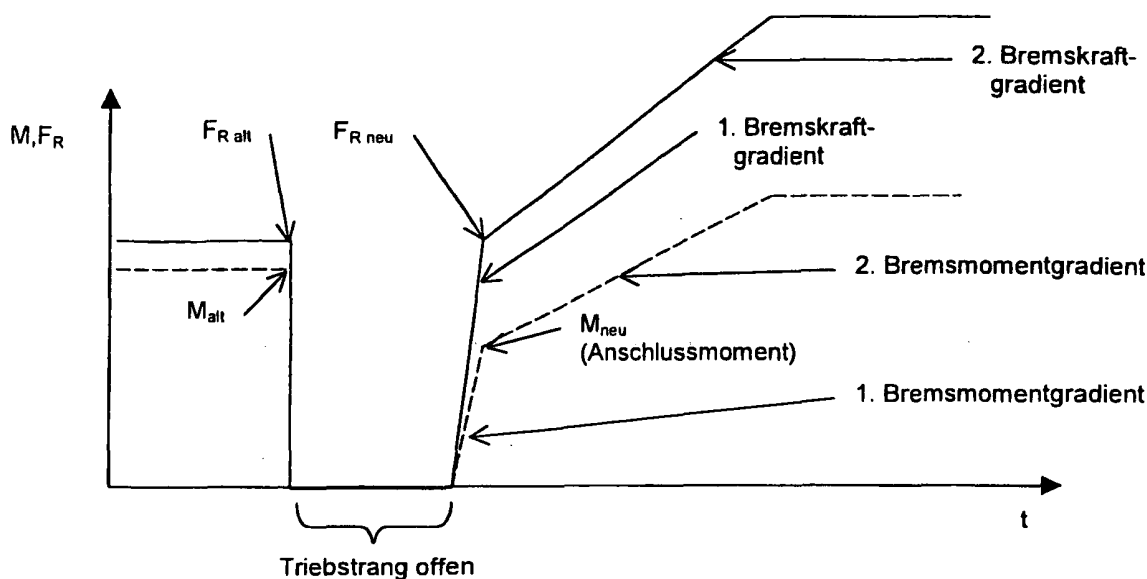 2. Bremskraft-
gradient
M,F_R
F_R alt
F_R neu
1. Bremskraft-
gradient
2. Bremsmomentgradient
M_alt
M_neu
(Anschlussmoment)
1. Bremsmomentgradient
t
Triebstrang offen